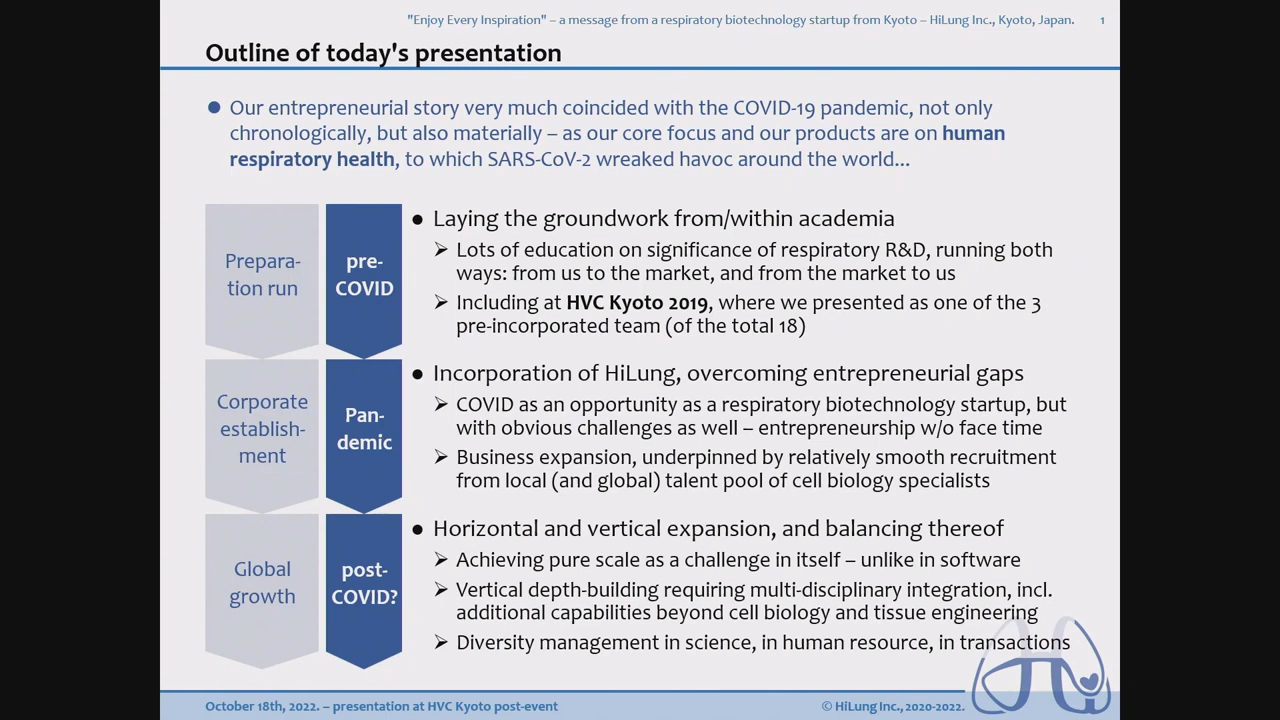 "Enjoy Every Inspiration" – a message from a respiratory biotechnology startup from Kyoto – HiLung Inc., Kyoto, Japan. 1
Outline of today's presentation
● Our entrepreneurial story very much coincided with the COVID-19 pandemic, not only
chronologically, but also materially – as our core focus and our products are on human
respiratory health, to which SARS-CoV-2 wreaked havoc around the world...
Prepara-
tion run
pre-
COVID
● Laying the groundwork from/within academia
➢ Lots of education on significance of respiratory R&D, running both
ways: from us to the market, and from the market to us
➢ Including at HVC Kyoto 2019, where we presented as one of the 3
pre-incorporated team (of the total 18)
Corporate
establish-
ment
Pan-
demic
● Incorporation of HiLung, overcoming entrepreneurial gaps
➢ COVID as an opportunity as a respiratory biotechnology startup, but
with obvious challenges as well – entrepreneurship w/o face time
➢ Business expansion, underpinned by relatively smooth recruitment
from local (and global) talent pool of cell biology specialists
Global
growth
post-
COVID?
● Horizontal and vertical expansion, and balancing thereof
➢ Achieving pure scale as a challenge in itself – unlike in software
➢ Vertical depth-building requiring multi-disciplinary integration, incl.
additional capabilities beyond cell biology and tissue engineering
➢ Diversity management in science, in human resource, in transactions
October 18th, 2022. – presentation at HVC Kyoto post-event
© HiLung Inc., 2020-2022.